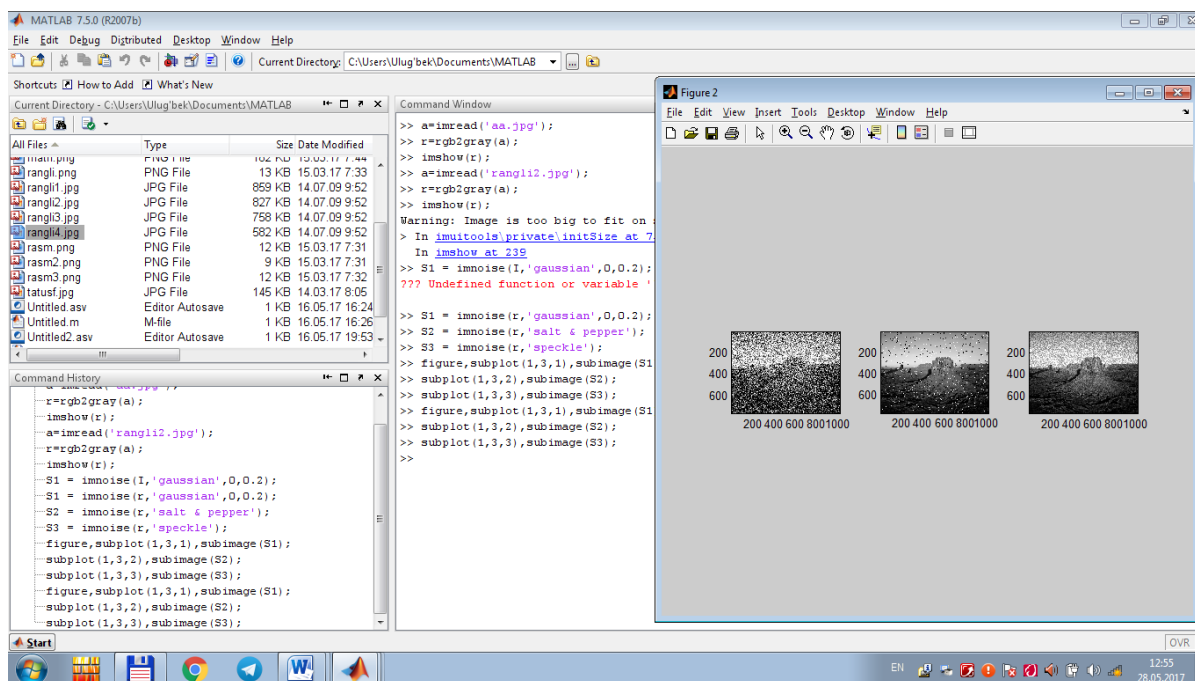 MATLAB 7.5.0 (R2007b)
File Edit Debug Distributed Desktop Window Help
Current Directory: C:\Users\Ulug'bek\Documents\MATLAB
Shortcuts How to Add What's New
Current Directory - C:\Users\Ulug'bek\Documents\MATLAB
All Files Type Size Date Modified
math.png PNG File 162 KB 15.03.17 7:44
rangli.png PNG File 13 KB 15.03.17 7:33
rangli1.jpg JPG File 859 KB 14.07.09 9:52
rangli2.jpg JPG File 827 KB 14.07.09 9:52
rangli3.jpg JPG File 758 KB 14.07.09 9:52
rangli4.jpg JPG File 582 KB 14.07.09 9:52
rasm.png PNG File 12 KB 15.03.17 7:31
rasm2.png PNG File 9 KB 15.03.17 7:31
rasm3.png PNG File 12 KB 15.03.17 7:32
tatusf.jpg JPG File 145 KB 14.03.17 8:05
Untitled.asv Editor Autosave 1 KB 16.05.17 16:24
Untitled.m M-file 1 KB 16.05.17 16:26
Untitled2.asv Editor Autosave 1 KB 16.05.17 19:53
Command History
a=imread('aa.jpg');
r=rgb2gray(a);
imshow(r);
a=imread('rangli2.jpg');
r=rgb2gray(a);
imshow(r);
S1 = imnoise(I,'gaussian',0,0.2);
S1 = imnoise(r,'gaussian',0,0.2);
S2 = imnoise(r,'salt & pepper');
S3 = imnoise(r,'speckle');
figure,subplot(1,3,1),subimage(S1);
subplot(1,3,2),subimage(S2);
subplot(1,3,3),subimage(S3);
figure,subplot(1,3,1),subimage(S1);
subplot(1,3,2),subimage(S2);
subplot(1,3,3),subimage(S3);
Command Window
>> a=imread('aa.jpg');
>> r=rgb2gray(a);
>> imshow(r);
>> a=imread('rangli2.jpg');
>> r=rgb2gray(a);
>> imshow(r);
Warning: Image is too big to fit on
> In imuitools\private\initSize at 7
In imshow at 239
>> S1 = imnoise(I,'gaussian',0,0.2);
??? Undefined function or variable '
>> S1 = imnoise(r,'gaussian',0,0.2);
>> S2 = imnoise(r,'salt & pepper');
>> S3 = imnoise(r,'speckle');
>> figure,subplot(1,3,1),subimage(S1
>> subplot(1,3,2),subimage(S2);
>> subplot(1,3,3),subimage(S3);
>> figure,subplot(1,3,1),subimage(S1
>> subplot(1,3,2),subimage(S2);
>> subplot(1,3,3),subimage(S3);
>>
Figure 2
File Edit View Insert Tools Desktop Window Help
200
400
600
200 400 600 8001000
200
400
600
200 400 600 8001000
200
400
600
200 400 600 8001000
Start
OVR
EN
12:55
28.05.2017